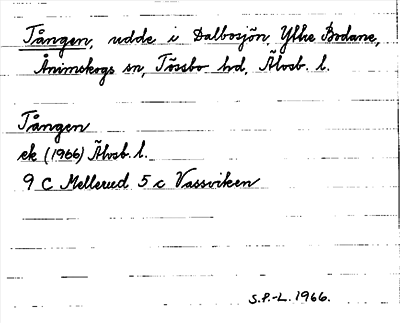 Tången, udde i Dalbosjön, Yttre Bodane,
Ånimskogs sn, Tössbo hd, Älvsb. l.
Tången
ek (1966) Älvsb. l.
9 C Mellerud 5 c Vassviken
S.P.-L. 1966.